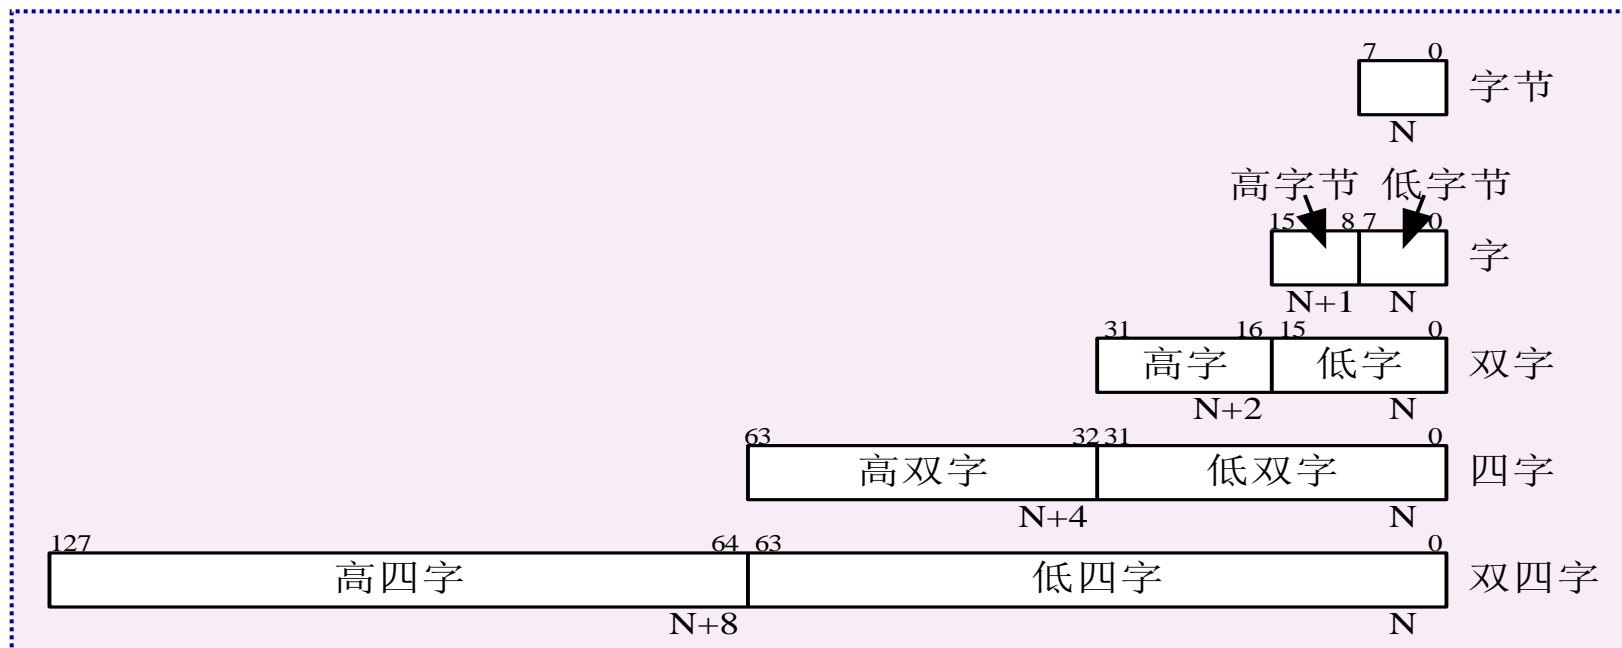 7 0
字节
N
高字节 低字节
15 8 7 0
字
N+1 N
31 16 15 0
高字 低字 双字
N+2 N
63 32 31 0
高双字 低双字 四字
N+4 N
127 64 63 0
高四字 低四字 双四字
N+8 N